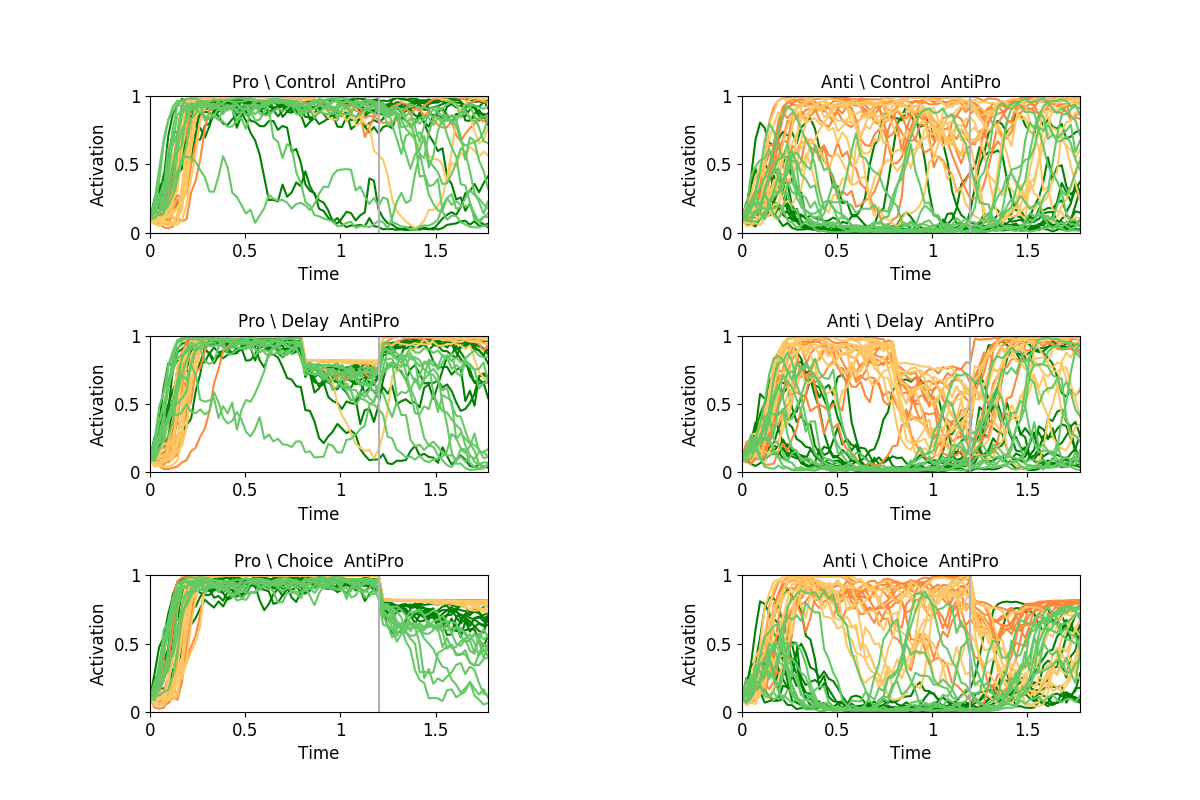 Pro \ Control  AntiPro
Activation
1
0.5
0
0
0.5
1
1.5
Time
Anti \ Control  AntiPro
Activation
1
0.5
0
0
0.5
1
1.5
Time
Pro \ Delay  AntiPro
Activation
1
0.5
0
0
0.5
1
1.5
Time
Anti \ Delay  AntiPro
Activation
1
0.5
0
0
0.5
1
1.5
Time
Pro \ Choice  AntiPro
Activation
1
0.5
0
0
0.5
1
1.5
Time
Anti \ Choice  AntiPro
Activation
1
0.5
0
0
0.5
1
1.5
Time